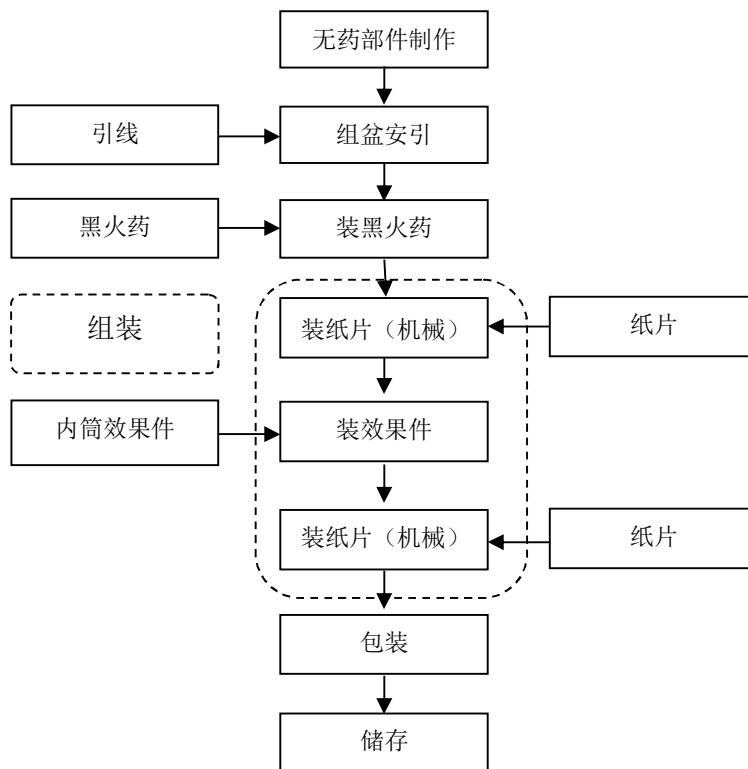 无药部件制作
引线
组盆安引
黑火药
装黑火药
组装
装纸片（机械）
纸片
内筒效果件
装效果件
装纸片（机械）
纸片
包装
储存